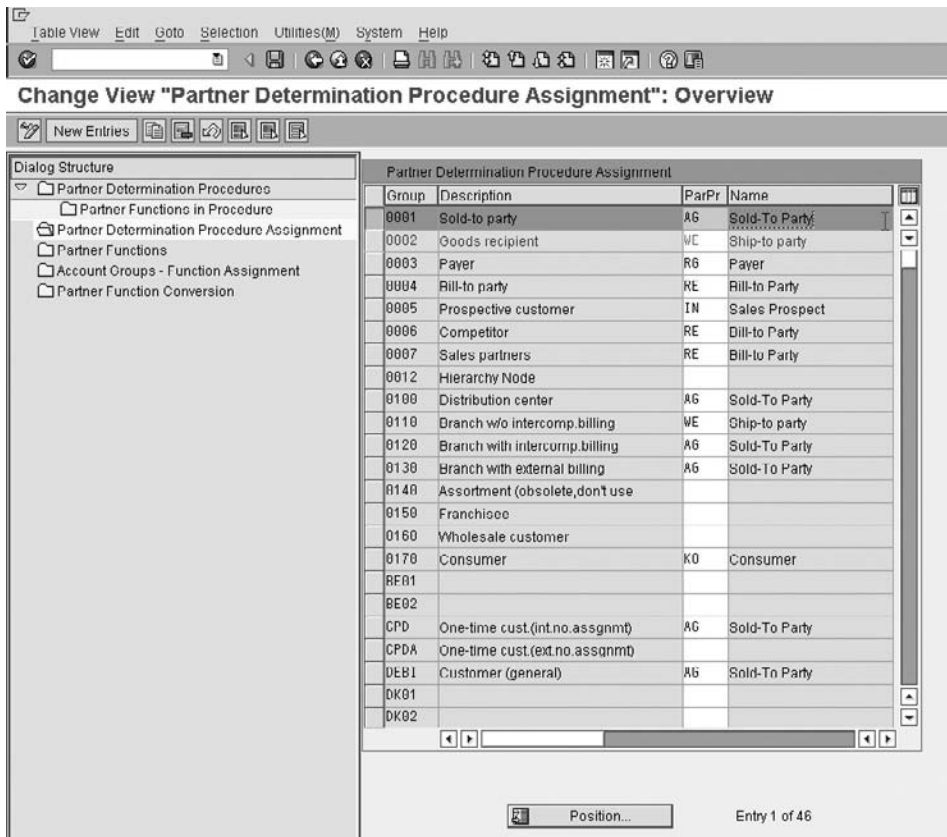 Table View Edit Goto Selection Utilities(M) System Help
Change View "Partner Determination Procedure Assignment": Overview
New Entries
Dialog Structure
Partner Determination Procedures
Partner Functions in Procedure
Partner Determination Procedure Assignment
Partner Functions
Account Groups - Function Assignment
Partner Function Conversion
Partner Determination Procedure Assignment
Group Description ParPr Name
0001 Sold-to party AG Sold-To Party
0002 Goods recipient WE Ship-to party
0003 Payer RG Payer
0004 Bill-to party RE Bill-to Party
0005 Prospective customer IN Sales Prospect
0006 Competitor RE Bill-to Party
0007 Sales partners RE Bill-to Party
0012 Hierarchy Node
0100 Distribution center AG Sold-To Party
0110 Branch w/o intercomp.billing WE Ship-to party
0120 Branch with intercomp.billing AG Sold-To Party
0130 Branch with external billing AG Sold-To Party
0140 Assortment (obsolete,don't use
0150 Franchisee
0160 Wholesale customer
0170 Consumer KO Consumer
BE01
BE02
CPD One-time cust.(int.no.assgnmt) AG Sold-To Party
CPDA One-time cust.(ext.no.assgnmt)
DEBI Customer (general) AG Sold-To Party
DK01
DK02
Position... Entry 1 of 46